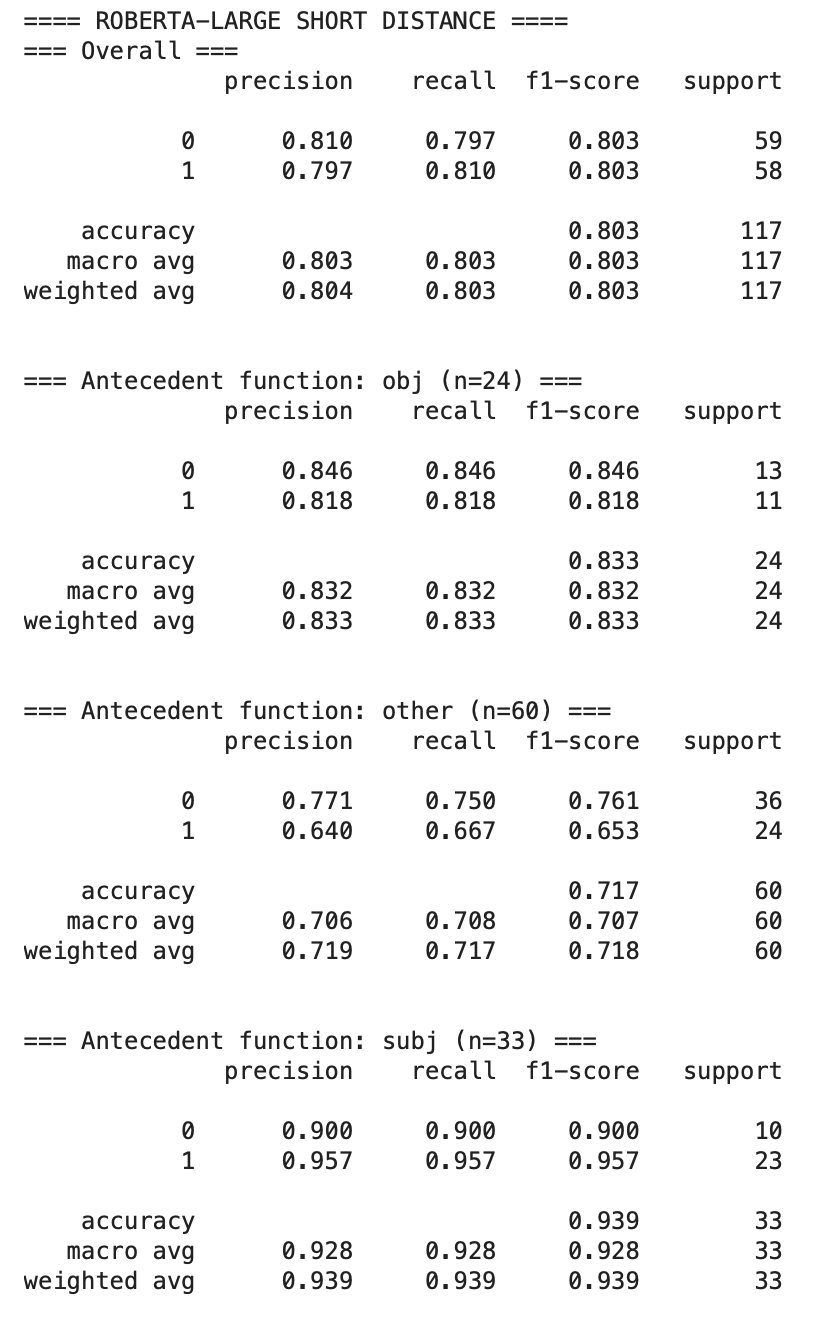 ==== ROBERTA-LARGE SHORT DISTANCE ====
=== Overall ===
              precision    recall  f1-score   support

           0      0.810     0.797     0.803        59
           1      0.797     0.810     0.803        58

    accuracy                          0.803       117
   macro avg      0.803     0.803     0.803       117
weighted avg      0.804     0.803     0.803       117

=== Antecedent function: obj (n=24) ===
              precision    recall  f1-score   support

           0      0.846     0.846     0.846        13
           1      0.818     0.818     0.818        11

    accuracy                          0.833        24
   macro avg      0.832     0.832     0.832        24
weighted avg      0.833     0.833     0.833        24

=== Antecedent function: other (n=60) ===
              precision    recall  f1-score   support

           0      0.771     0.750     0.761        36
           1      0.640     0.667     0.653        24

    accuracy                          0.717        60
   macro avg      0.706     0.708     0.707        60
weighted avg      0.719     0.717     0.718        60

=== Antecedent function: subj (n=33) ===
              precision    recall  f1-score   support

           0      0.900     0.900     0.900        10
           1      0.957     0.957     0.957        23

    accuracy                          0.939        33
   macro avg      0.928     0.928     0.928        33
weighted avg      0.939     0.939     0.939        33